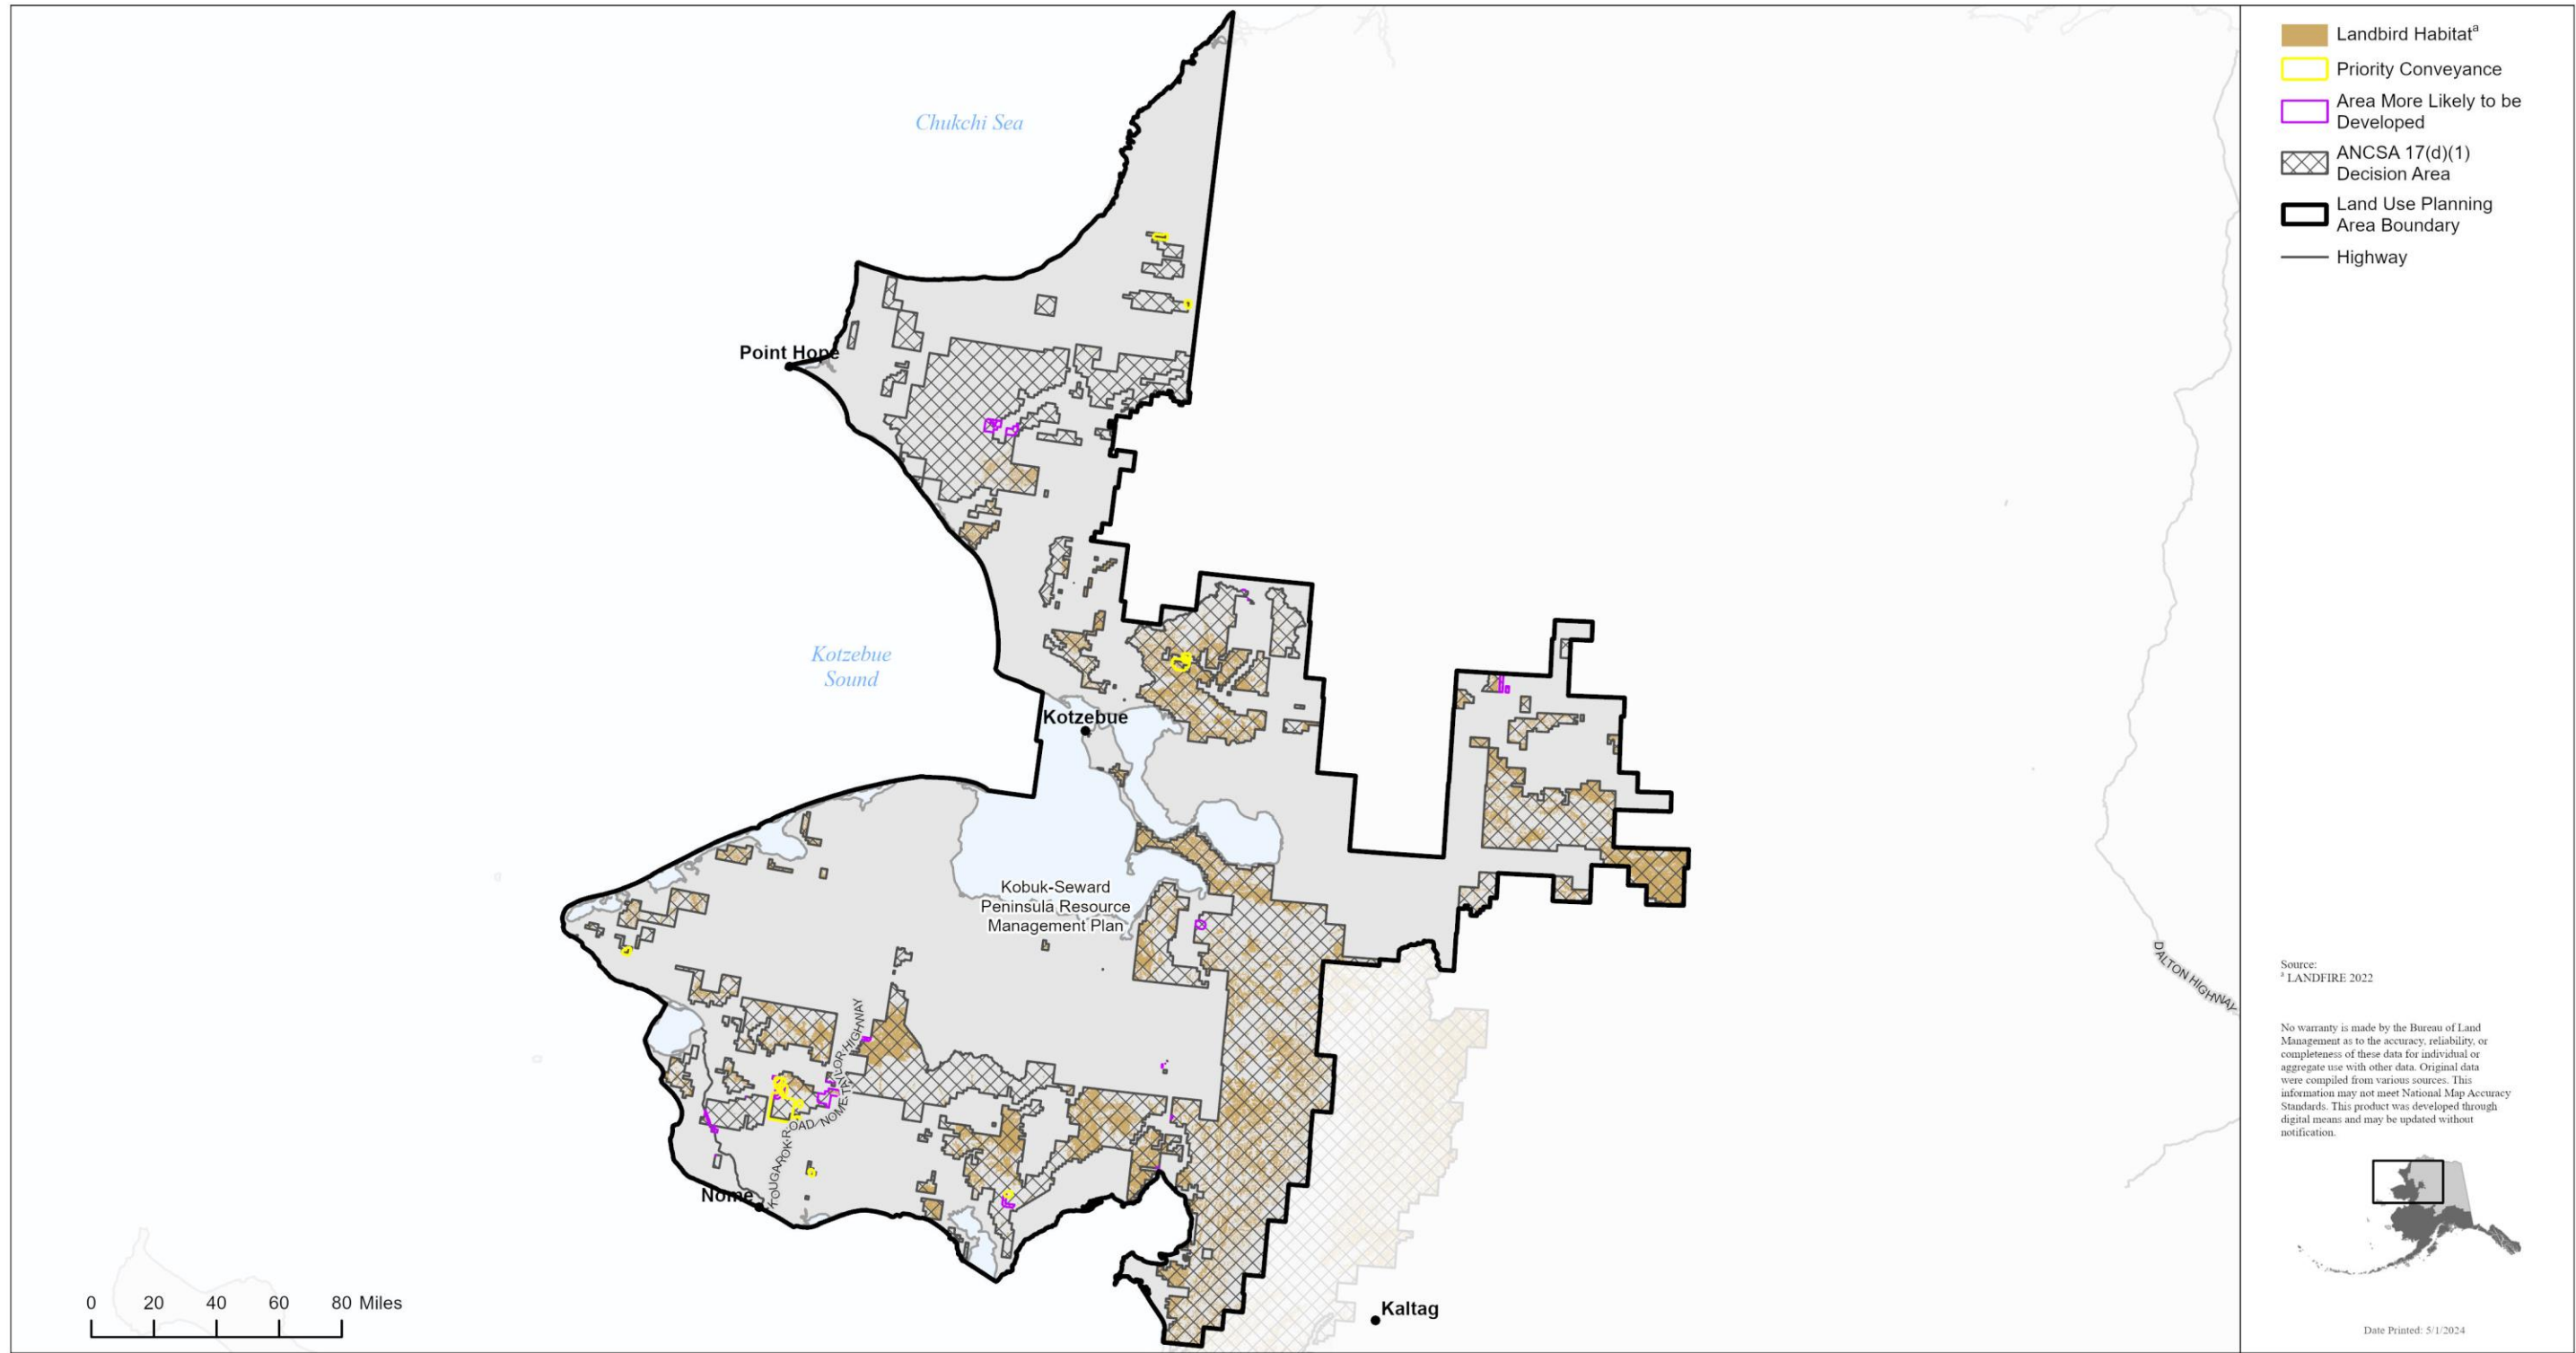 Chukchi Sea
Point Hope
Kotzebue
Sound
Kotzebue
Kobuk-Seward
Peninsula Resource
Management Plan
NOME-TAYLOR HIGHWAY
KOUGAROK ROAD
Nome
Kaltag
DALTON HIGHWAY
0 20 40 60 80 Miles
Landbird Habitatᵃ
Priority Conveyance
Area More Likely to be
Developed
ANCSA 17(d)(1)
Decision Area
Land Use Planning
Area Boundary
Highway
Source:
ᵃ LANDFIRE 2022
No warranty is made by the Bureau of Land
Management as to the accuracy, reliability, or
completeness of these data for individual or
aggregate use with other data. Original data
were compiled from various sources. This
information may not meet National Map Accuracy
Standards. This product was developed through
digital means and may be updated without
notification.
Date Printed: 5/1/2024